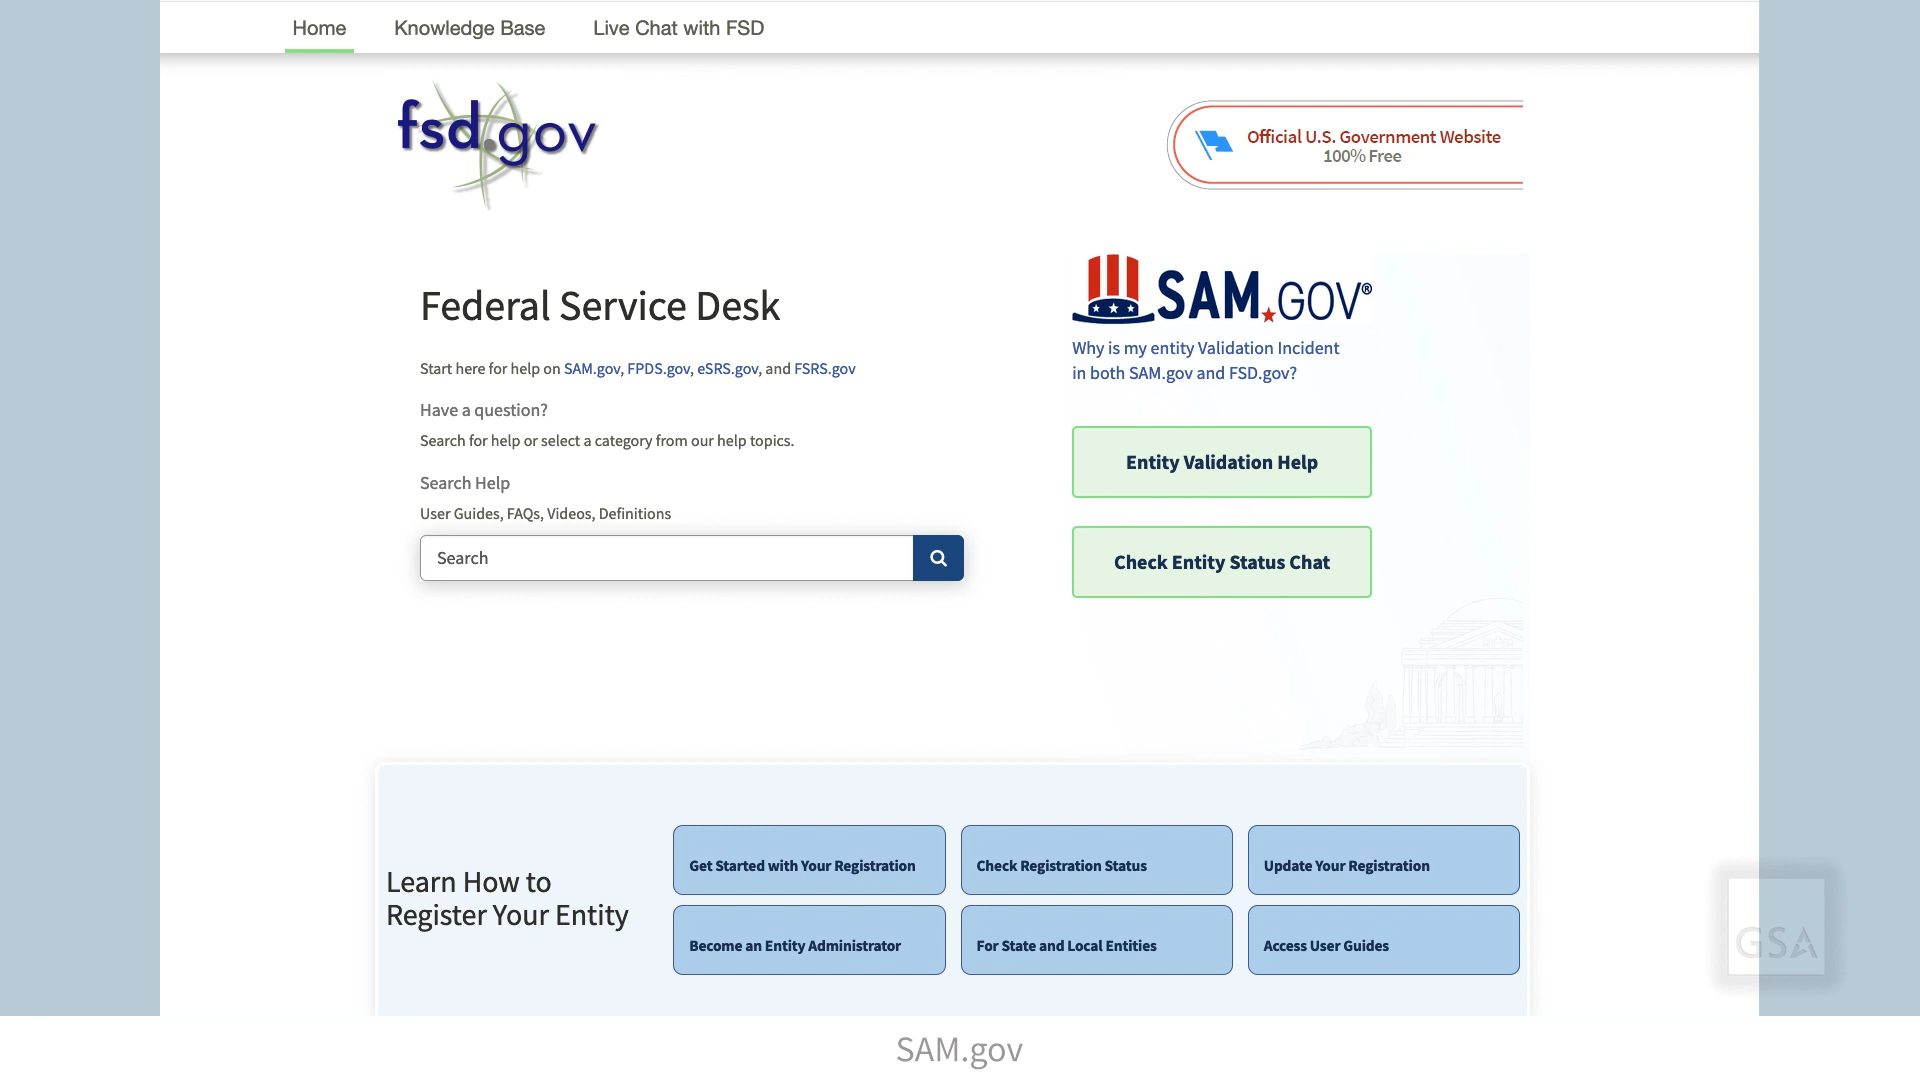 Home Knowledge Base Live Chat with FSD
fsd.gov
Official U.S. Government Website
100% Free
Federal Service Desk
Start here for help on SAM.gov, FPDS.gov, eSRS.gov, and FSRS.gov
Have a question?
Search for help or select a category from our help topics.
Search Help
User Guides, FAQs, Videos, Definitions
Search
SAM.GOV®
Why is my entity Validation Incident
in both SAM.gov and FSD.gov?
Entity Validation Help
Check Entity Status Chat
Learn How to
Register Your Entity
Get Started with Your Registration
Check Registration Status
Update Your Registration
Become an Entity Administrator
For State and Local Entities
Access User Guides
GSA
SAM.gov